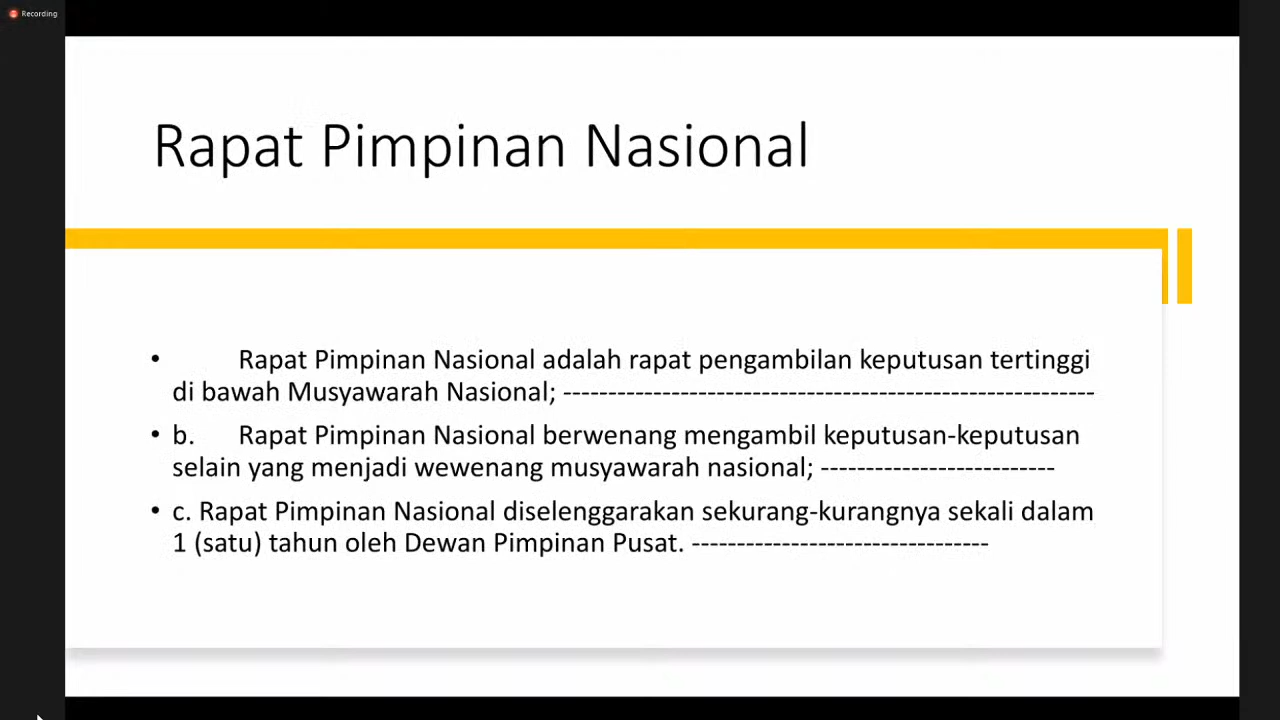 Recording
Rapat Pimpinan Nasional
• Rapat Pimpinan Nasional adalah rapat pengambilan keputusan tertinggi
di bawah Musyawarah Nasional; -----------------------------------------------------------
• b. Rapat Pimpinan Nasional berwenang mengambil keputusan-keputusan
selain yang menjadi wewenang musyawarah nasional; --------------------------
• c. Rapat Pimpinan Nasional diselenggarakan sekurang-kurangnya sekali dalam
1 (satu) tahun oleh Dewan Pimpinan Pusat. ---------------------------------